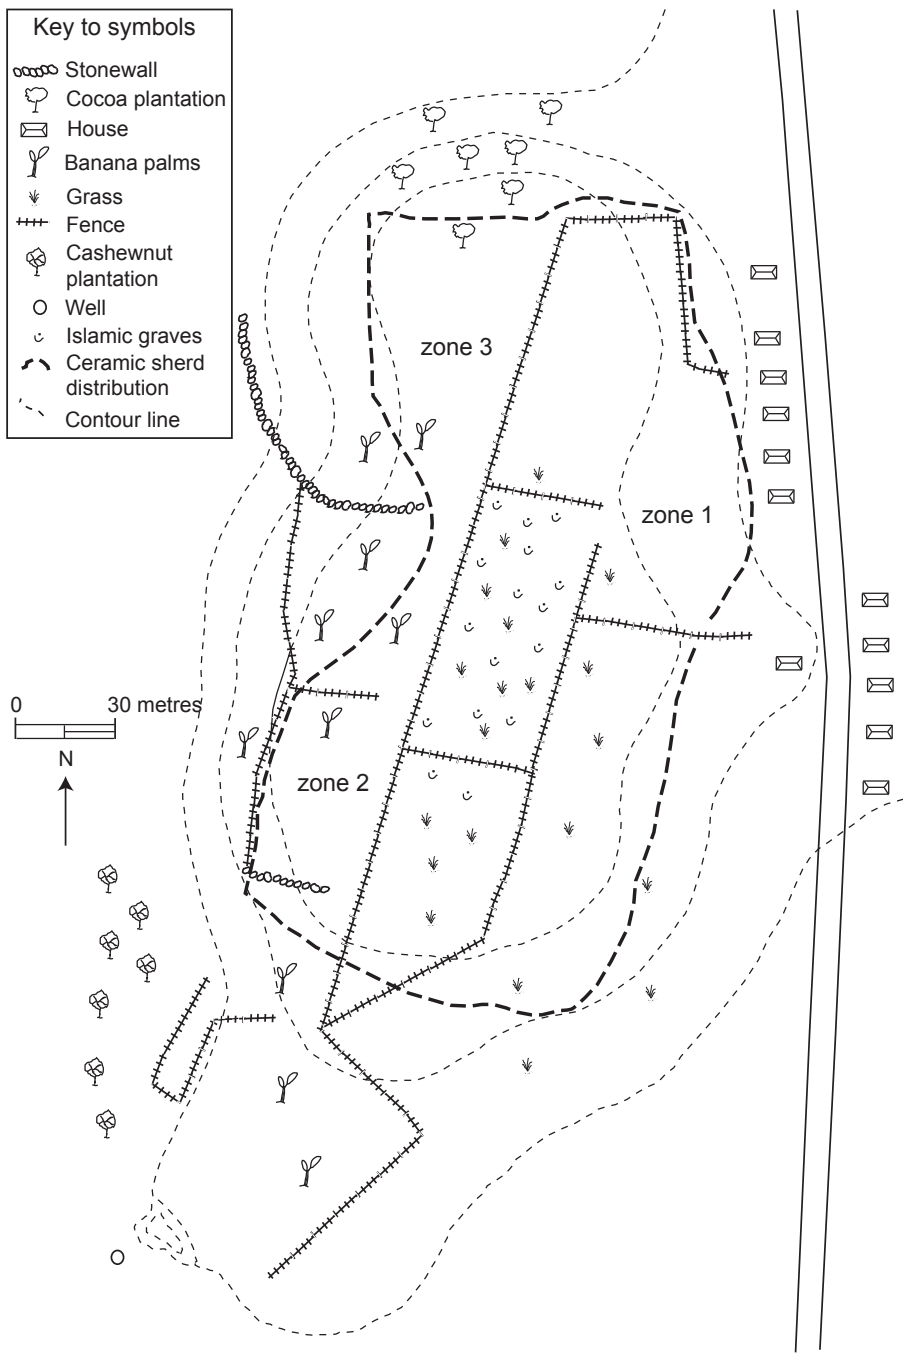 Key to symbols
Stonewall
Cocoa plantation
House
Banana palms
Grass
Fence
Cashewnut
plantation
Well
Islamic graves
Ceramic sherd
distribution
Contour line
zone 3
zone 1
0 30 metres
N
zone 2